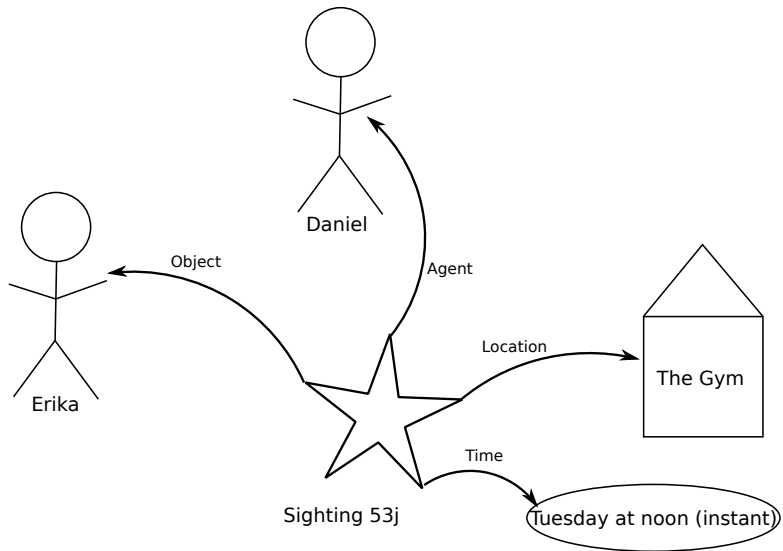 Daniel
Object
Agent
Erika
Location
The Gym
Time
Sighting 53j
Tuesday at noon (instant)